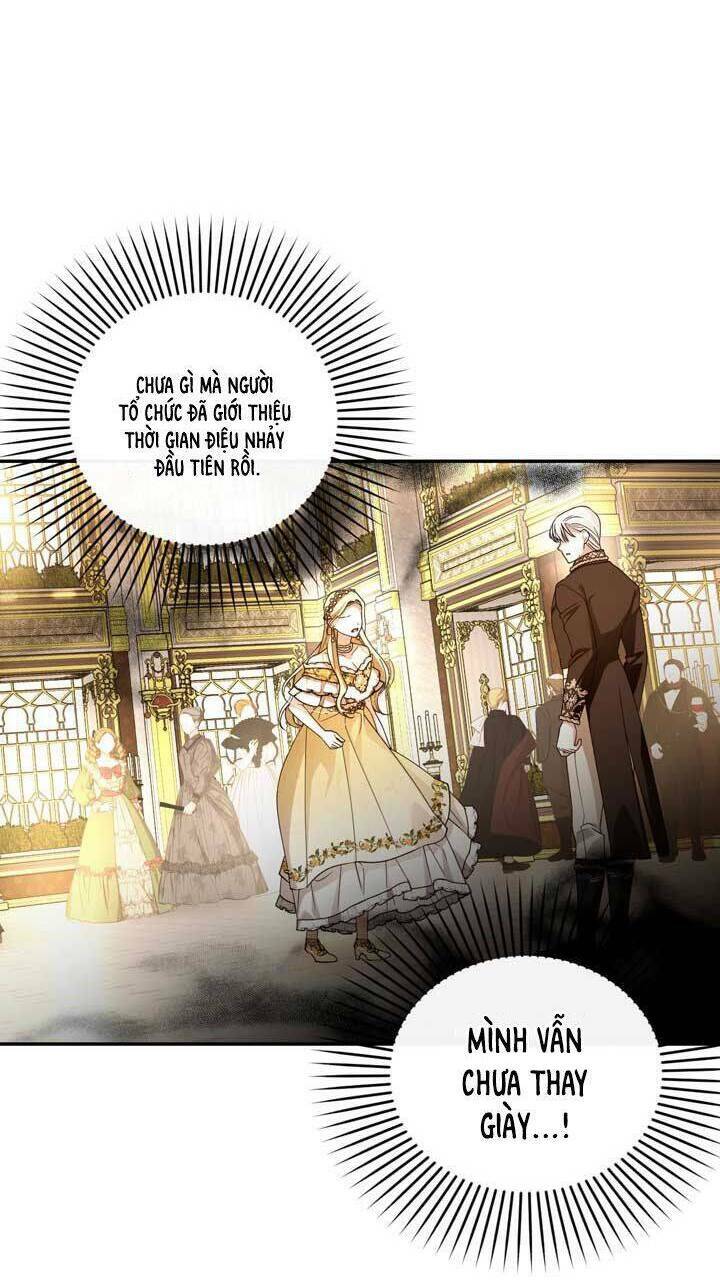 CHƯA GÌ MÀ NGƯỜI
TỔ CHỨC ĐÃ GIỚI THIỆU
THỜI GIAN ĐIỆU NHẢY
ĐẦU TIÊN RỒI.
MÌNH VẪN
CHƯA THAY
GIÀY...!